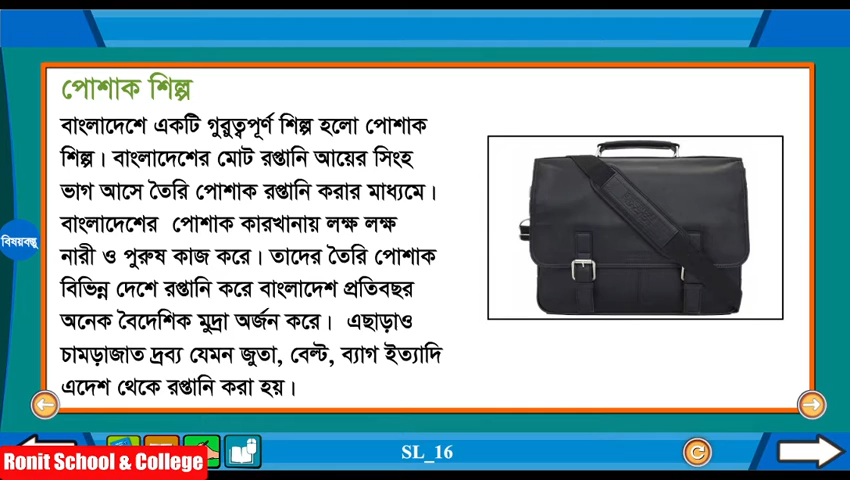 পোশাক শিল্প
বাংলাদেশে একটি গুরুত্বপূর্ণ শিল্প হলো পোশাক
শিল্প। বাংলাদেশের মোট রপ্তানি আয়ের সিংহ
ভাগ আসে তৈরি পোশাক রপ্তানি করার মাধ্যমে।
বাংলাদেশের পোশাক কারখানায় লক্ষ লক্ষ
নারী ও পুরুষ কাজ করে। তাদের তৈরি পোশাক
বিভিন্ন দেশে রপ্তানি করে বাংলাদেশ প্রতিবছর
অনেক বৈদেশিক মুদ্রা অর্জন করে। এছাড়াও
চামড়াজাত দ্রব্য যেমন জুতা, বেল্ট, ব্যাগ ইত্যাদি
এদেশ থেকে রপ্তানি করা হয়।
বিষয়বস্তু
SL_16
Ronit School & College